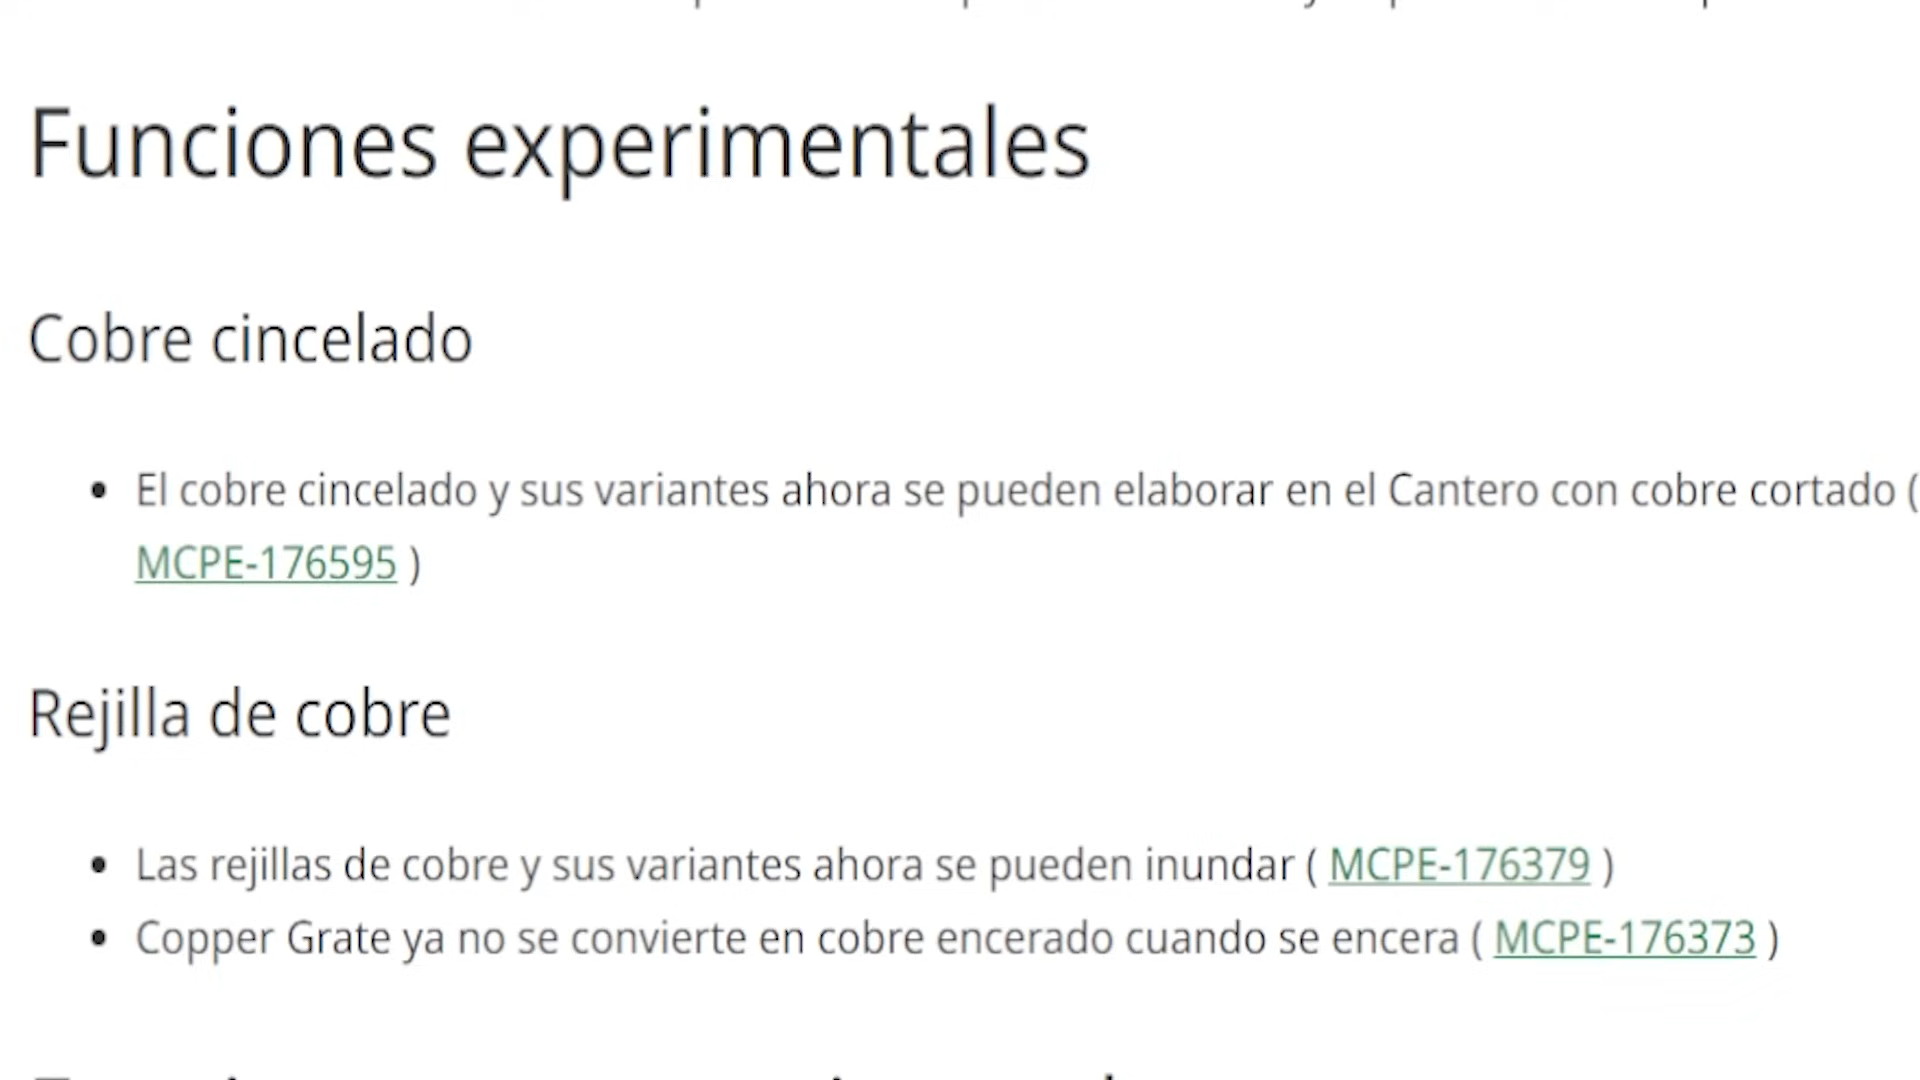 Funciones experimentales
Cobre cincelado
• El cobre cincelado y sus variantes ahora se pueden elaborar en el Cantero con cobre cortado (
MCPE-176595 )
Rejilla de cobre
• Las rejillas de cobre y sus variantes ahora se pueden inundar ( MCPE-176379 )
• Copper Grate ya no se convierte en cobre encerado cuando se encera ( MCPE-176373 )